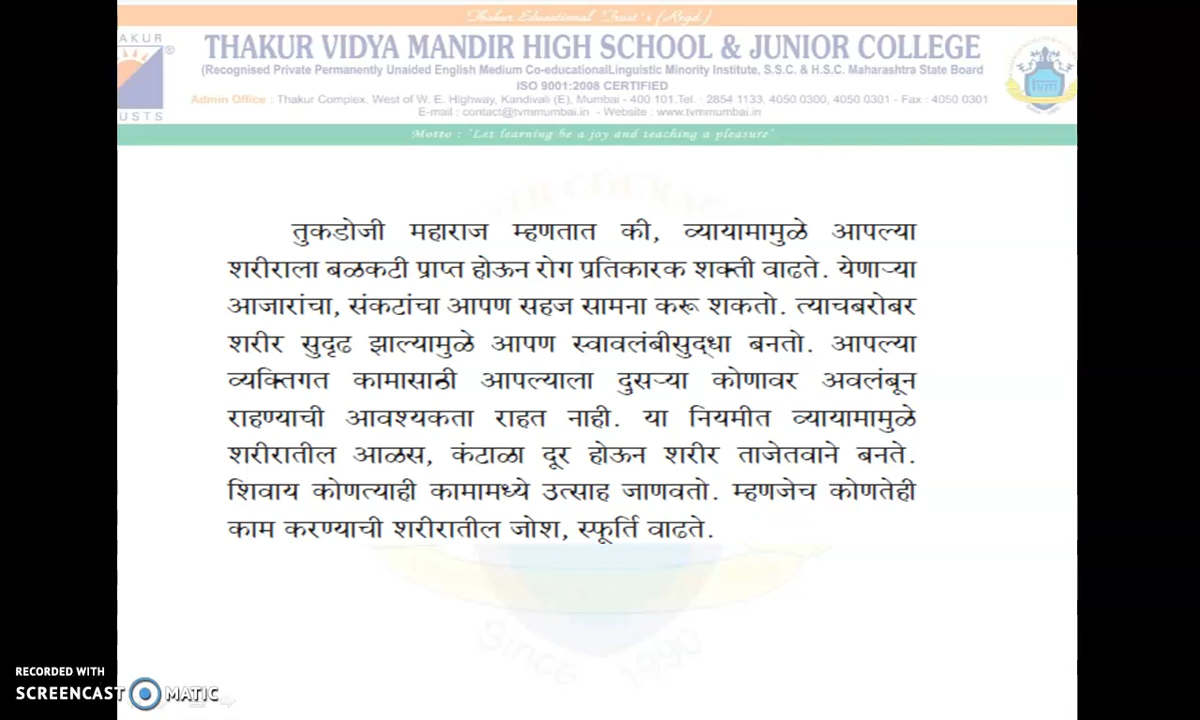 Thakur Educational Trust's (Regd.)
THAKUR VIDYA MANDIR HIGH SCHOOL & JUNIOR COLLEGE
(Recognised Private Permanently Unaided English Medium Co-educationalLinguistic Minority Institute, S.S.C. & H.S.C. Maharashtra State Board
ISO 9001:2008 CERTIFIED
Admin Office : Thakur Complex, West of W. E. Highway, Kandivali (E), Mumbai - 400 101.Tel. : 2854 1133, 4050 0300, 4050 0301 - Fax : 4050 0301
E-mail : contact@tvmmumbai.in - Website : www.tvmmumbai.in
Motto : 'Let learning be a joy and teaching a pleasure'
AKUR
®
USTS
tvm
तुकडोजी महाराज म्हणतात की, व्यायामामुळे आपल्या
शरीराला बळकटी प्राप्त होऊन रोग प्रतिकारक शक्ती वाढते. येणाऱ्या
आजारांचा, संकटांचा आपण सहज सामना करू शकतो. त्याचबरोबर
शरीर सुदृढ झाल्यामुळे आपण स्वावलंबीसुद्धा बनतो. आपल्या
व्यक्तिगत कामासाठी आपल्याला दुसऱ्या कोणावर अवलंबून
राहण्याची आवश्यकता राहत नाही. या नियमीत व्यायामामुळे
शरीरातील आळस, कंटाळा दूर होऊन शरीर ताजेतवाने बनते.
शिवाय कोणत्याही कामामध्ये उत्साह जाणवतो. म्हणजेच कोणतेही
काम करण्याची शरीरातील जोश, स्फूर्ति वाढते.
Since 1990
RECORDED WITH
SCREENCAST MATIC